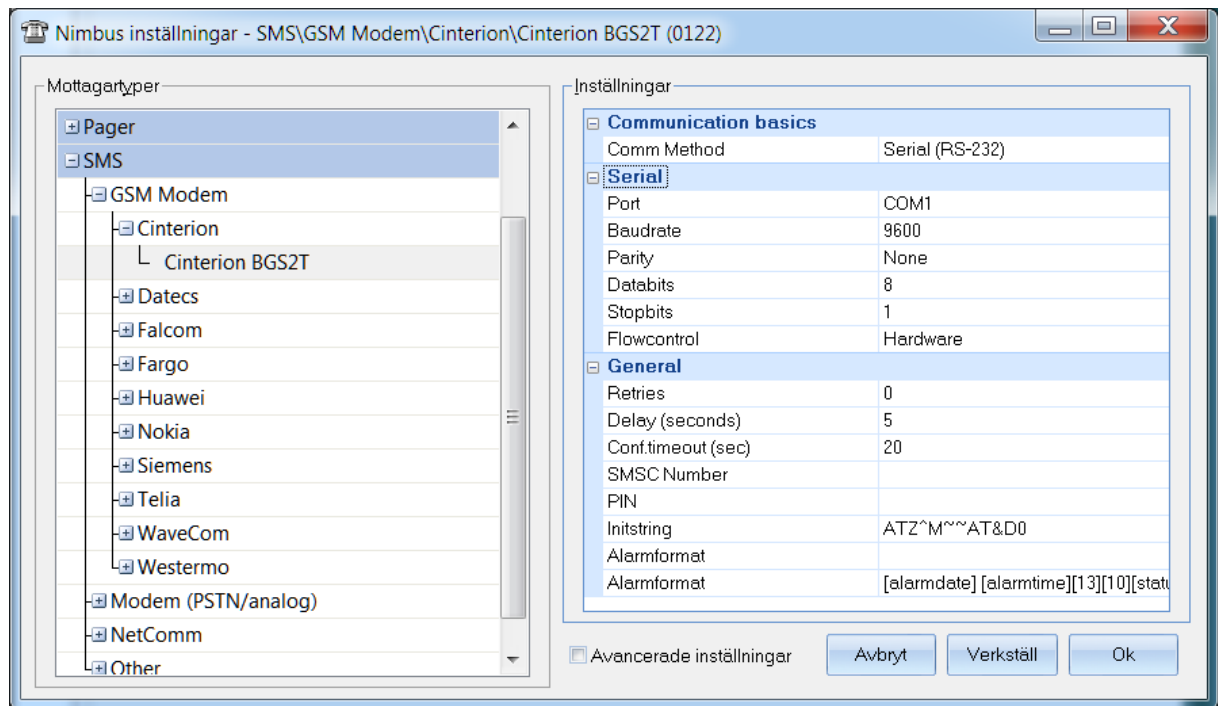 Nimbus inställningar - SMS\GSM Modem\Cinterion\Cinterion BGS2T (0122)
Mottagartyper
Pager
SMS
GSM Modem
Cinterion
Cinterion BGS2T
Datecs
Falcom
Fargo
Huawei
Nokia
Siemens
Telia
WaveCom
Westermo
Modem (PSTN/analog)
NetComm
Other
Inställningar
Communication basics
Comm Method Serial (RS-232)
Serial
Port COM1
Baudrate 9600
Parity None
Databits 8
Stopbits 1
Flowcontrol Hardware
General
Retries 0
Delay (seconds) 5
Conf.timeout (sec) 20
SMSC Number
PIN
Initstring ATZ^M~~AT&D0
Alarmformat
Alarmformat [alarmdate] [alarmtime][13][10][statu
Avancerade inställningar Avbryt Verkställ Ok